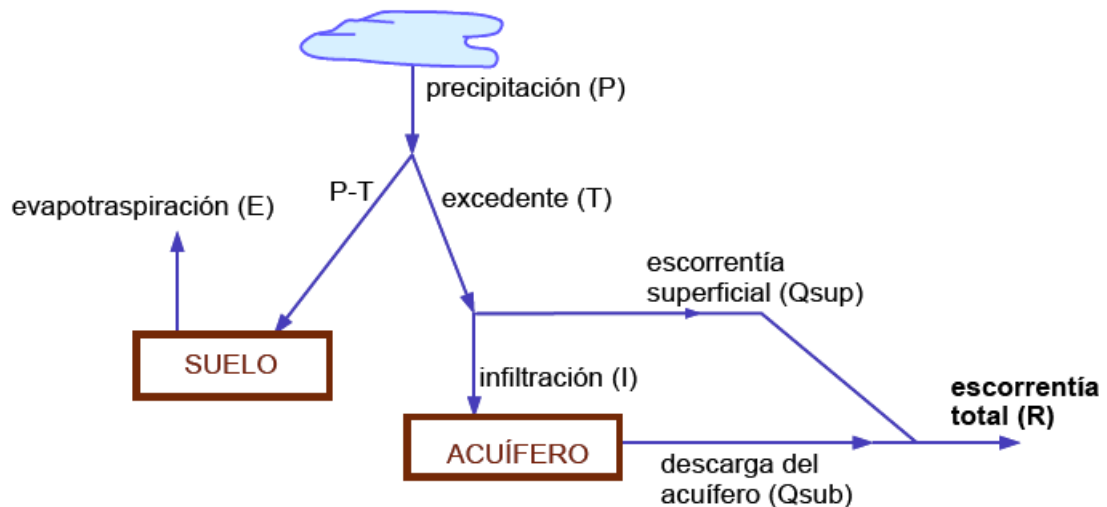 precipitación (P)
P-T
excedente (T)
evapotraspiración (E)
escorrentía
superficial (Qsup)
SUELO
infiltración (I)
escorrentía
total (R)
ACUÍFERO
descarga del
acuífero (Qsub)